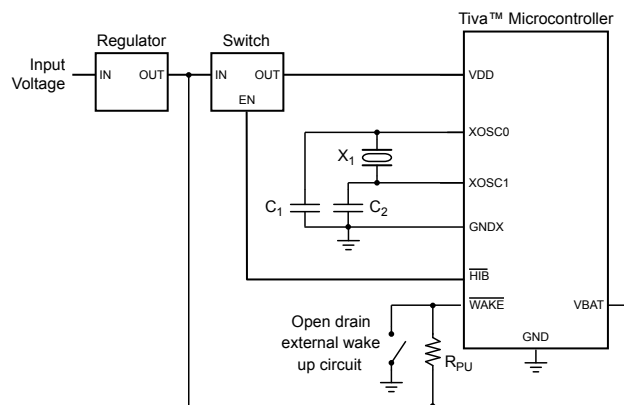 Tiva™ Microcontroller
Regulator
Switch
Input
Voltage
IN
OUT
IN
OUT
VDD
EN
XOSC0
X1
XOSC1
C1
C2
GNDX
HIB
WAKE
VBAT
Open drain
external wake
up circuit
RPU
GND